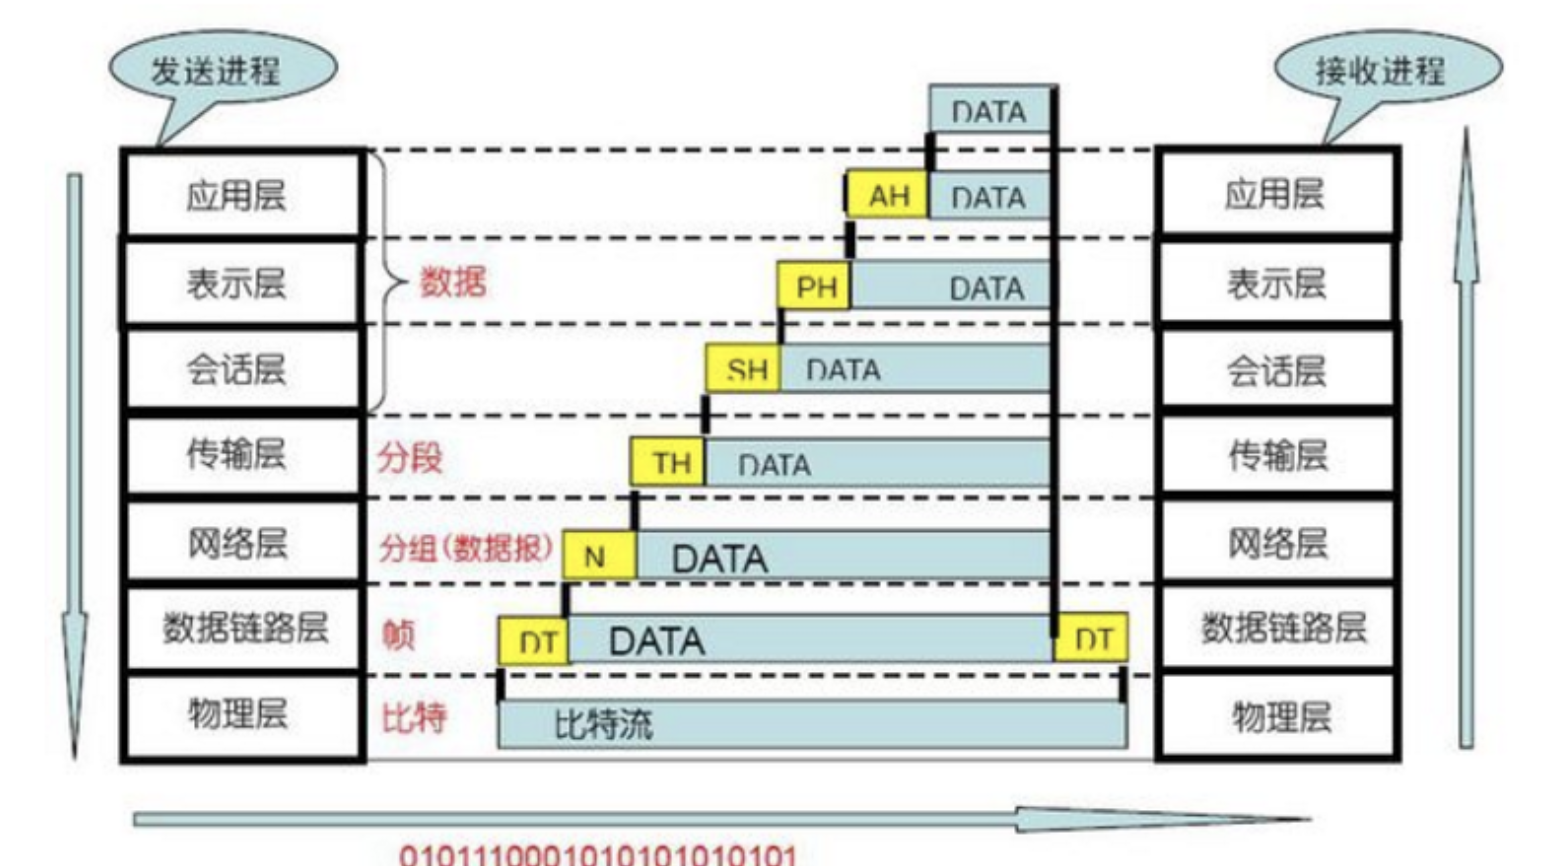 发送进程
接收进程
DATA
应用层
AH
DATA
应用层
表示层
数据
PH
DATA
表示层
会话层
SH
DATA
会话层
传输层
分段
TH
DATA
传输层
网络层
分组(数据报)
N
DATA
网络层
数据链路层
帧
DT
DATA
DT
数据链路层
物理层
比特
比特流
物理层
0101110001010101010101